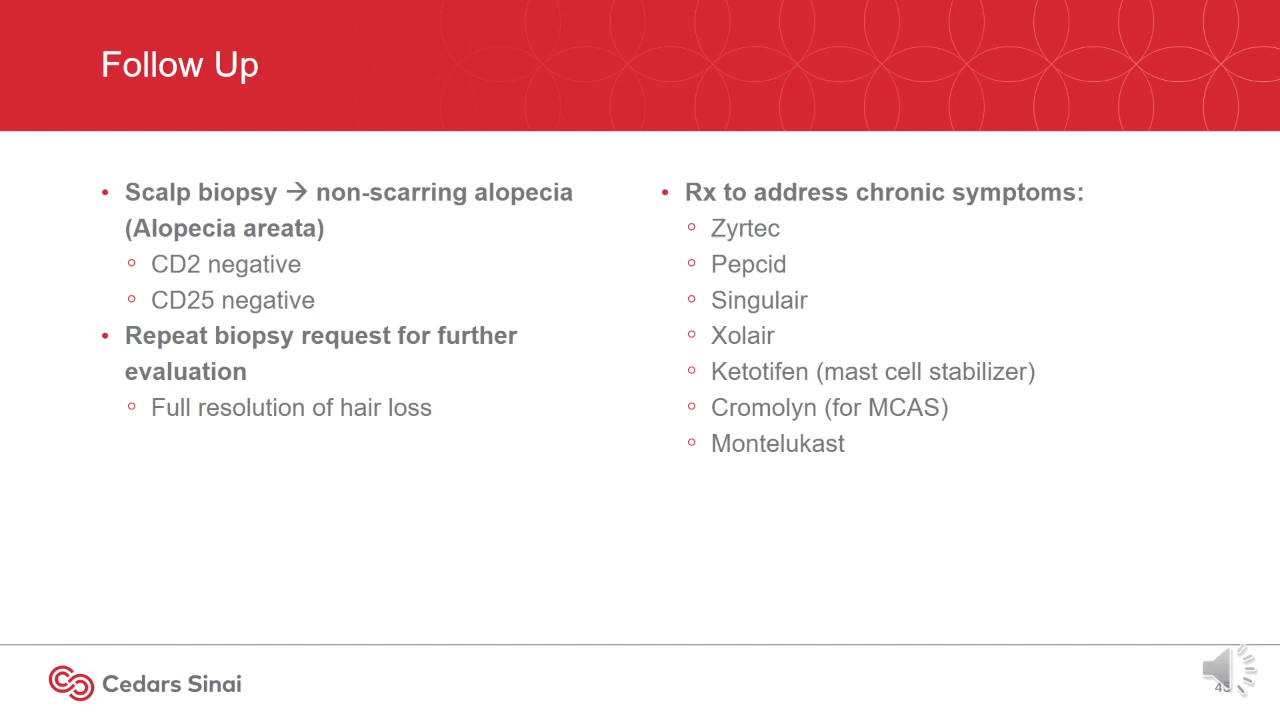 Follow Up
• Scalp biopsy → non-scarring alopecia
(Alopecia areata)
◦ CD2 negative
◦ CD25 negative
• Repeat biopsy request for further
evaluation
◦ Full resolution of hair loss
• Rx to address chronic symptoms:
◦ Zyrtec
◦ Pepcid
◦ Singulair
◦ Xolair
◦ Ketotifen (mast cell stabilizer)
◦ Cromolyn (for MCAS)
◦ Montelukast
Cedars Sinai